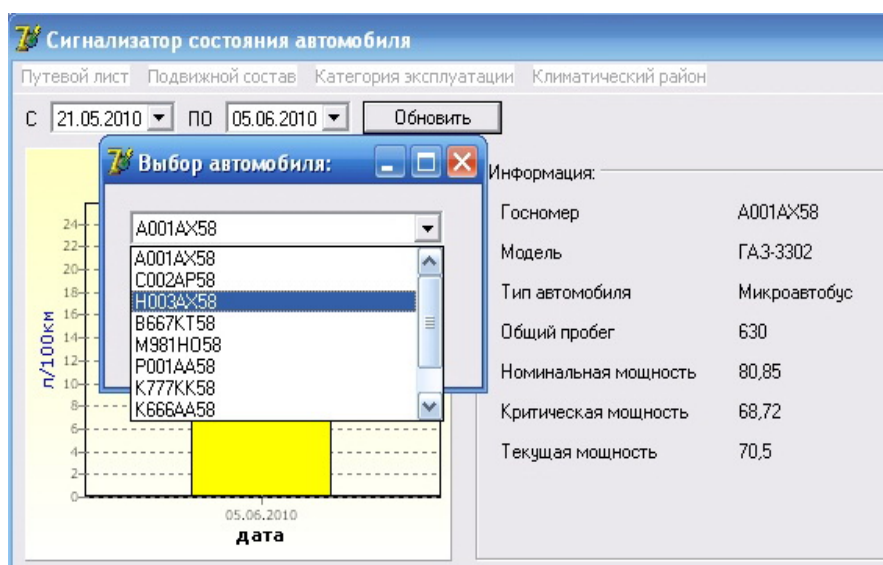 Сигнализатор состояния автомобиля
Путевой лист Подвижной состав Категория эксплуатации Климатический район
С 21.05.2010 ПО 05.06.2010 Обновить
Выбор автомобиля:
А001АХ58
А001АХ58
С002АР58
Н003АХ58
В667КТ58
М981НО58
Р001АА58
К777КК58
К666АА58
24
22
20
18
16
14
12
10
8
6
4
2
0
л/100км
05.06.2010
дата
Информация:
Госномер А001АХ58
Модель ГАЗ-3302
Тип автомобиля Микроавтобус
Общий пробег 630
Номинальная мощность 80,85
Критическая мощность 68,72
Текущая мощность 70,5